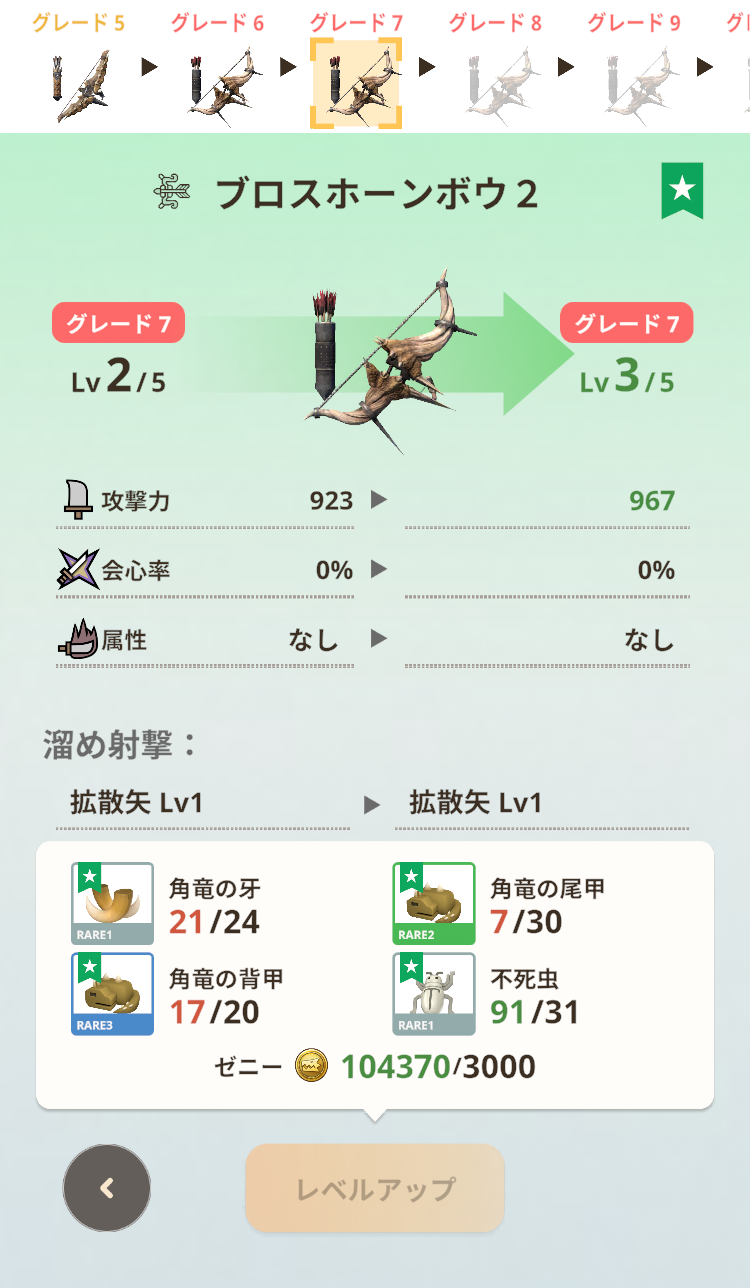 グレード 5 グレード 6 グレード 7 グレード 8 グレード 9 グ
ブロスホーンボウ 2
グレード 7 グレード 7
Lv 2/5 Lv 3/5
攻撃力 923 967
会心率 0% 0%
属性 なし なし
溜め射撃：
拡散矢 Lv1 拡散矢 Lv1
角竜の牙 角竜の尾甲
21/24 7/30
RARE1 RARE2
角竜の背甲 不死虫
17/20 91/31
RARE3 RARE1
ゼニー 104370/3000
レベルアップ